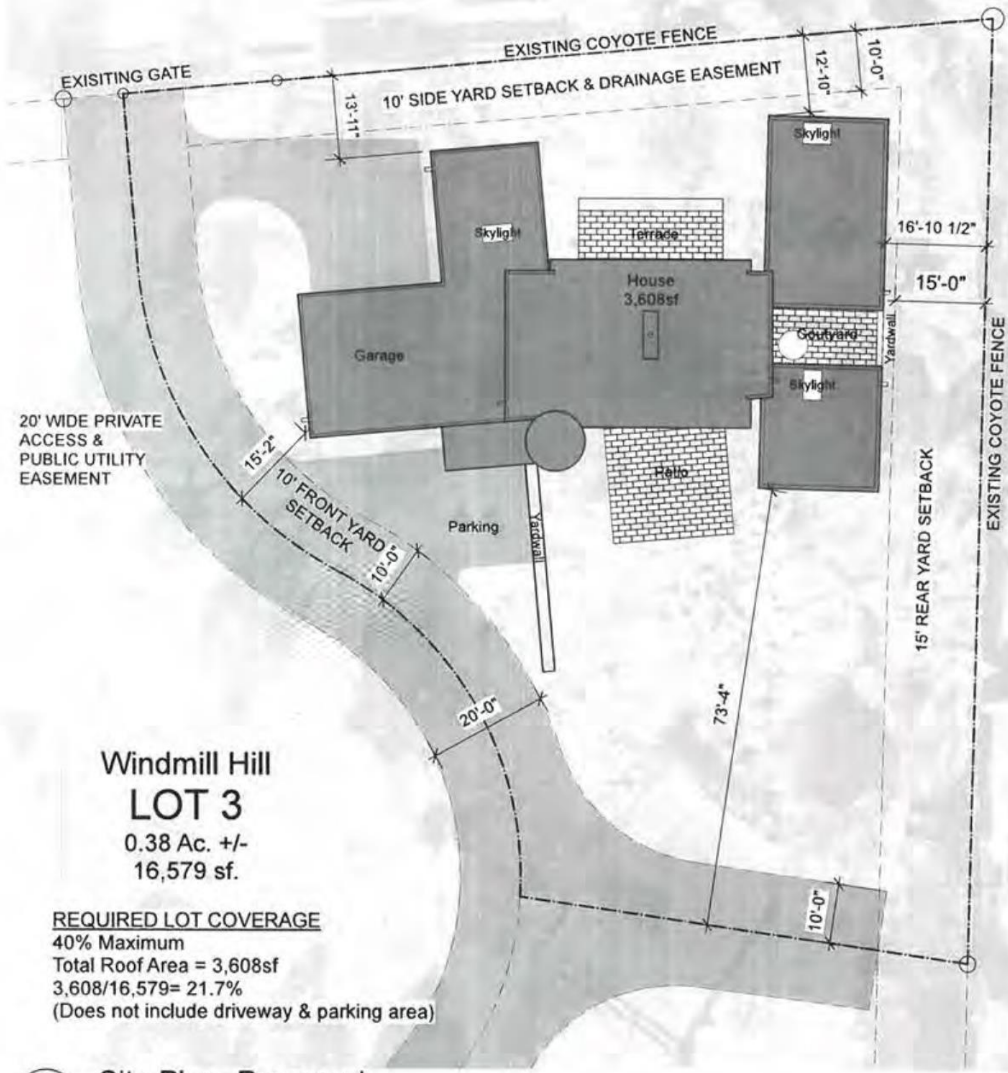 EXISTING COYOTE FENCE
EXISITING GATE
10' SIDE YARD SETBACK & DRAINAGE EASEMENT
13'-11"
12'-10"
10'-0"
Skylight
Skylight
Terrace
House
3,608sf
16'-10 1/2"
15'-0"
Garage
Coutyard
Yardwall
Skylight
EXISTING COYOTE FENCE
20' WIDE PRIVATE
ACCESS &
PUBLIC UTILITY
EASEMENT
15'-2"
10' FRONT YARD
SETBACK
10'-0"
Parking
Yardwall
Patio
15' REAR YARD SETBACK
73'-4"
20'-0"
10'-0"
Windmill Hill
LOT 3
0.38 Ac. +/-
16,579 sf.
REQUIRED LOT COVERAGE
40% Maximum
Total Roof Area = 3,608sf
3,608/16,579= 21.7%
(Does not include driveway & parking area)